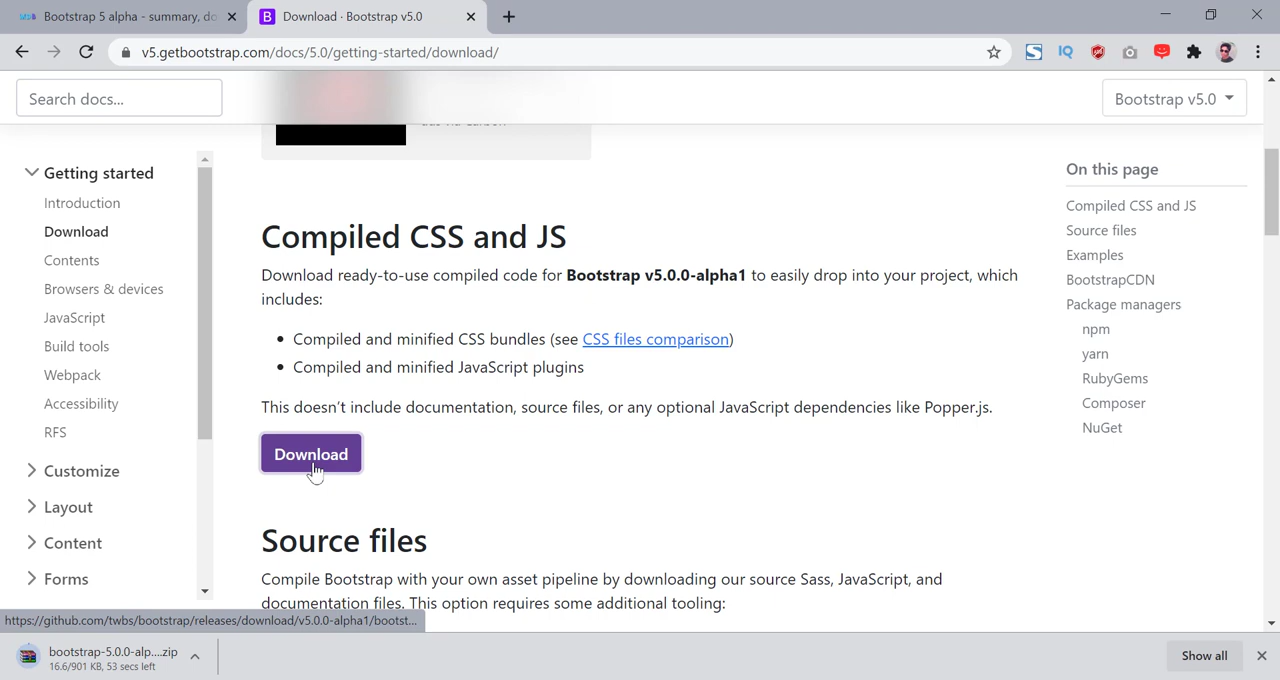 Bootstrap 5 alpha - summary, do
Download · Bootstrap v5.0
v5.getbootstrap.com/docs/5.0/getting-started/download/
Search docs...
Bootstrap v5.0
Getting started
Introduction
Download
Contents
Browsers & devices
JavaScript
Build tools
Webpack
Accessibility
RFS
Customize
Layout
Content
Forms
Compiled CSS and JS
Download ready-to-use compiled code for Bootstrap v5.0.0-alpha1 to easily drop into your project, which
includes:
Compiled and minified CSS bundles (see CSS files comparison)
Compiled and minified JavaScript plugins
This doesn't include documentation, source files, or any optional JavaScript dependencies like Popper.js.
Download
Source files
Compile Bootstrap with your own asset pipeline by downloading our source Sass, JavaScript, and
documentation files. This option requires some additional tooling:
On this page
Compiled CSS and JS
Source files
Examples
BootstrapCDN
Package managers
npm
yarn
RubyGems
Composer
NuGet
https://github.com/twbs/bootstrap/releases/download/v5.0.0-alpha1/bootst...
bootstrap-5.0.0-alp....zip
16.6/901 KB, 53 secs left
Show all